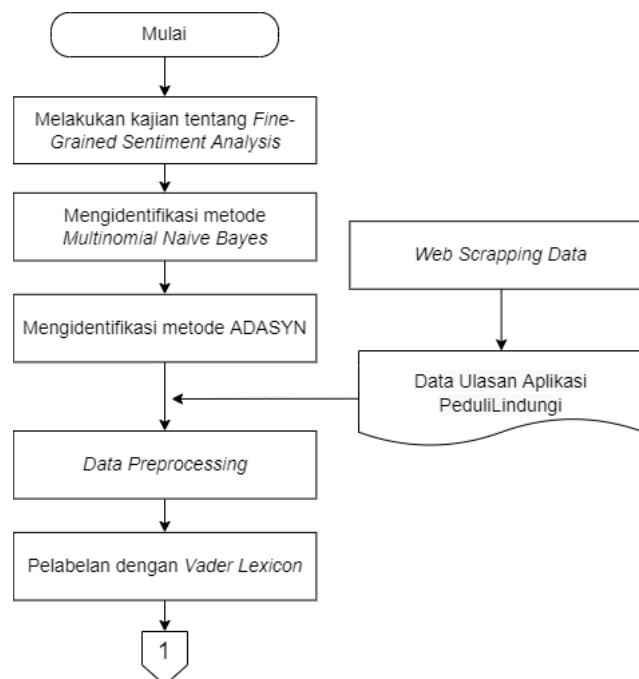 Mulai
Melakukan kajian tentang Fine-
Grained Sentiment Analysis
Mengidentifikasi metode
Multinomial Naive Bayes
Web Scrapping Data
Mengidentifikasi metode ADASYN
Data Ulasan Aplikasi
PeduliLindungi
Data Preprocessing
Pelabelan dengan Vader Lexicon
1